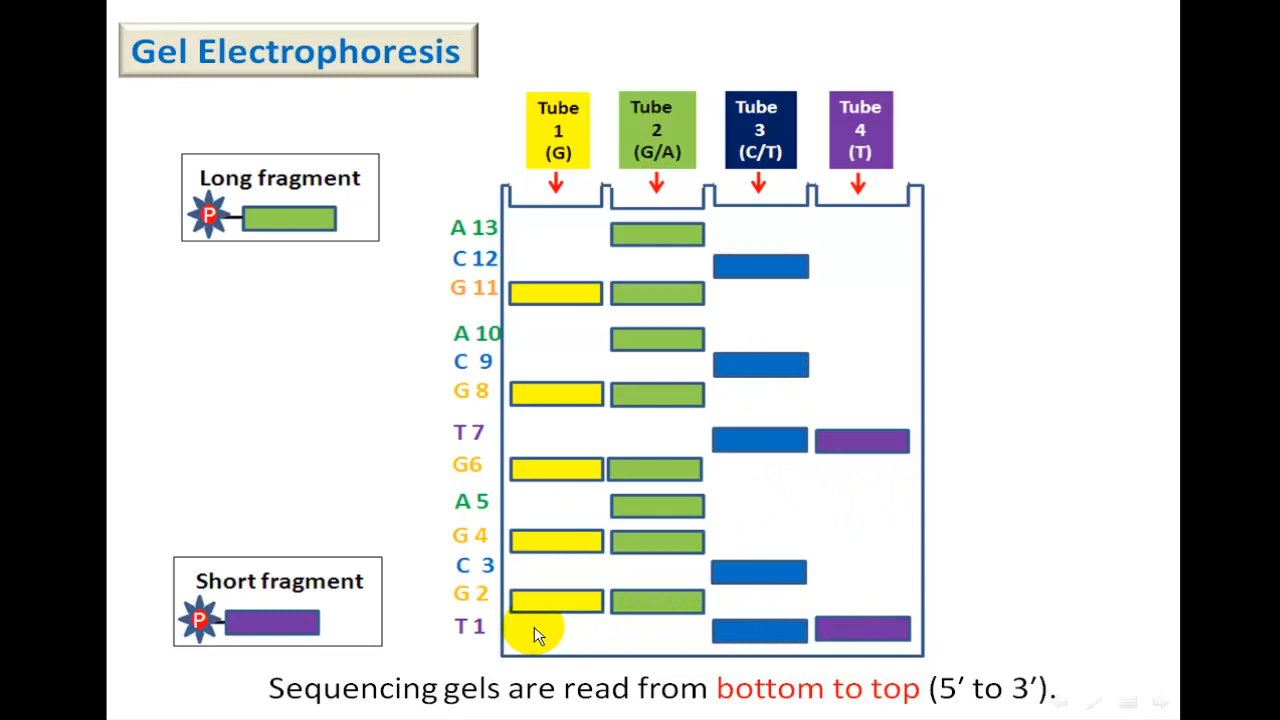 Gel Electrophoresis
Tube
1
(G)
Tube
2
(G/A)
Tube
3
(C/T)
Tube
4
(T)
Long fragment
P
A 13
C 12
G 11
A 10
C 9
G 8
T 7
G6
A 5
G 4
C 3
G 2
T 1
Short fragment
P
Sequencing gels are read from bottom to top (5′ to 3′).